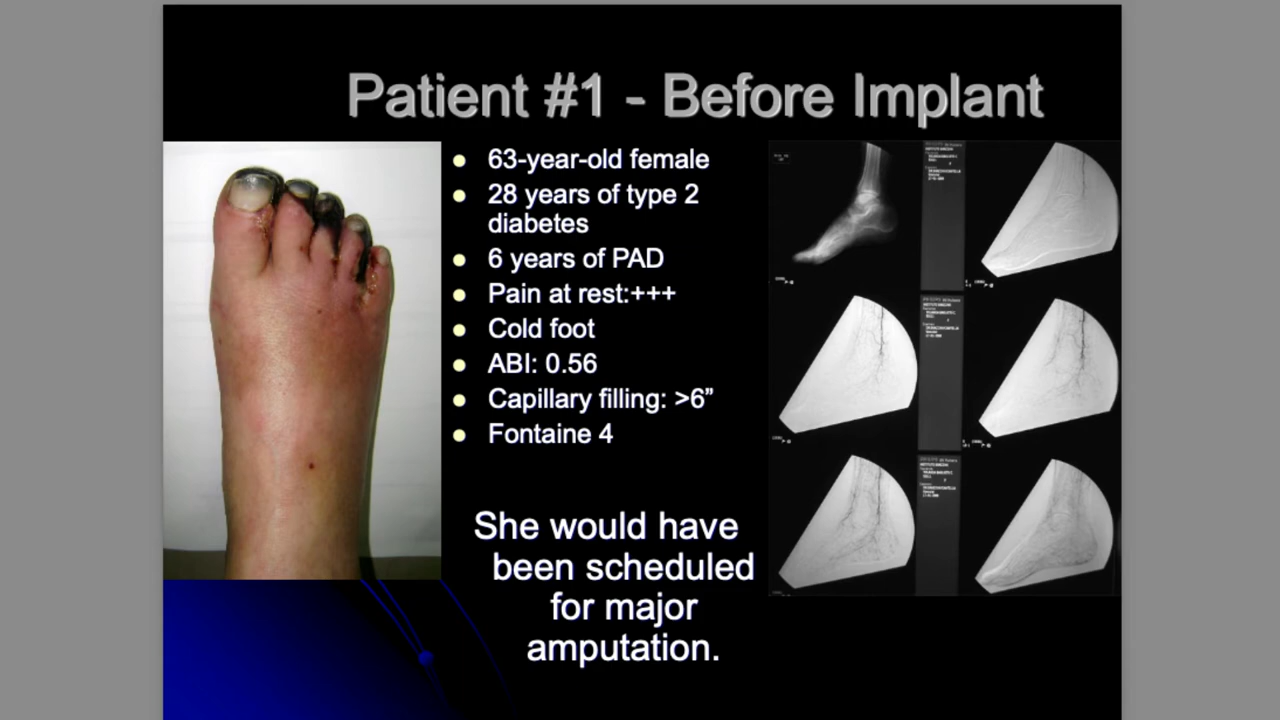 Patient #1 - Before Implant
63-year-old female
28 years of type 2
diabetes
6 years of PAD
Pain at rest:+++
Cold foot
ABI: 0.56
Capillary filling: >6”
Fontaine 4
She would have
been scheduled
for major
amputation.